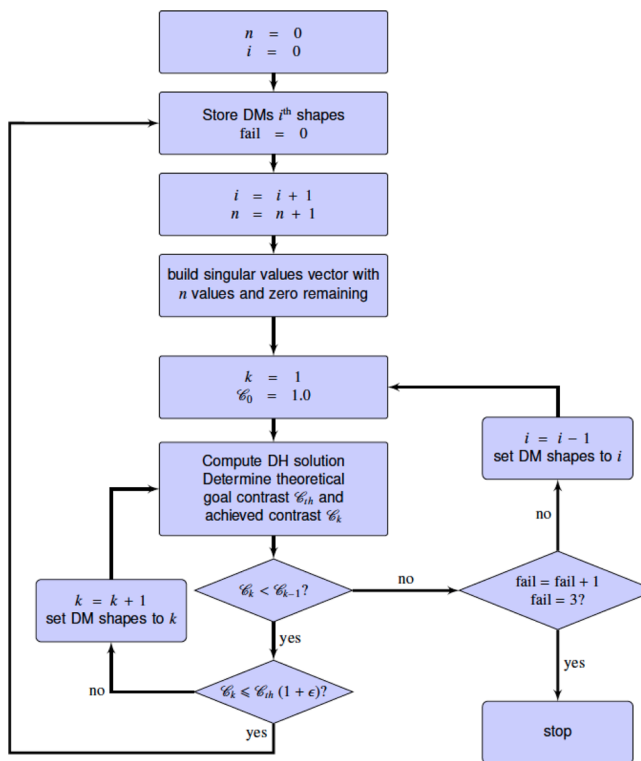 n = 0
i = 0
Store DMs iᵗʰ shapes
fail = 0
i = i + 1
n = n + 1
build singular values vector with
n values and zero remaining
k = 1
𝒞₀ = 1.0
i = i − 1
set DM shapes to i
Compute DH solution
Determine theoretical
goal contrast 𝒞ₜₕ and
achieved contrast 𝒞ₖ
no
k = k + 1
set DM shapes to k
𝒞ₖ < 𝒞ₖ₋₁?
no
fail = fail + 1
fail = 3?
yes
yes
no
𝒞ₖ ⩽ 𝒞ₜₕ (1 + ϵ)?
yes
stop